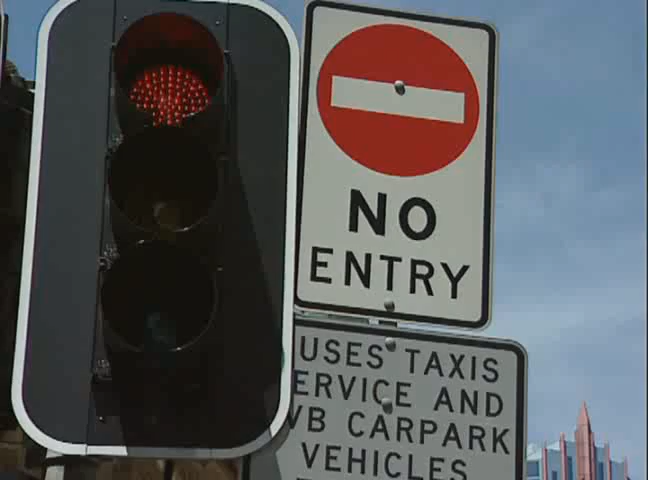 NO
ENTRY
USES TAXIS
ERVICE AND
VB CARPARK
VEHICLES